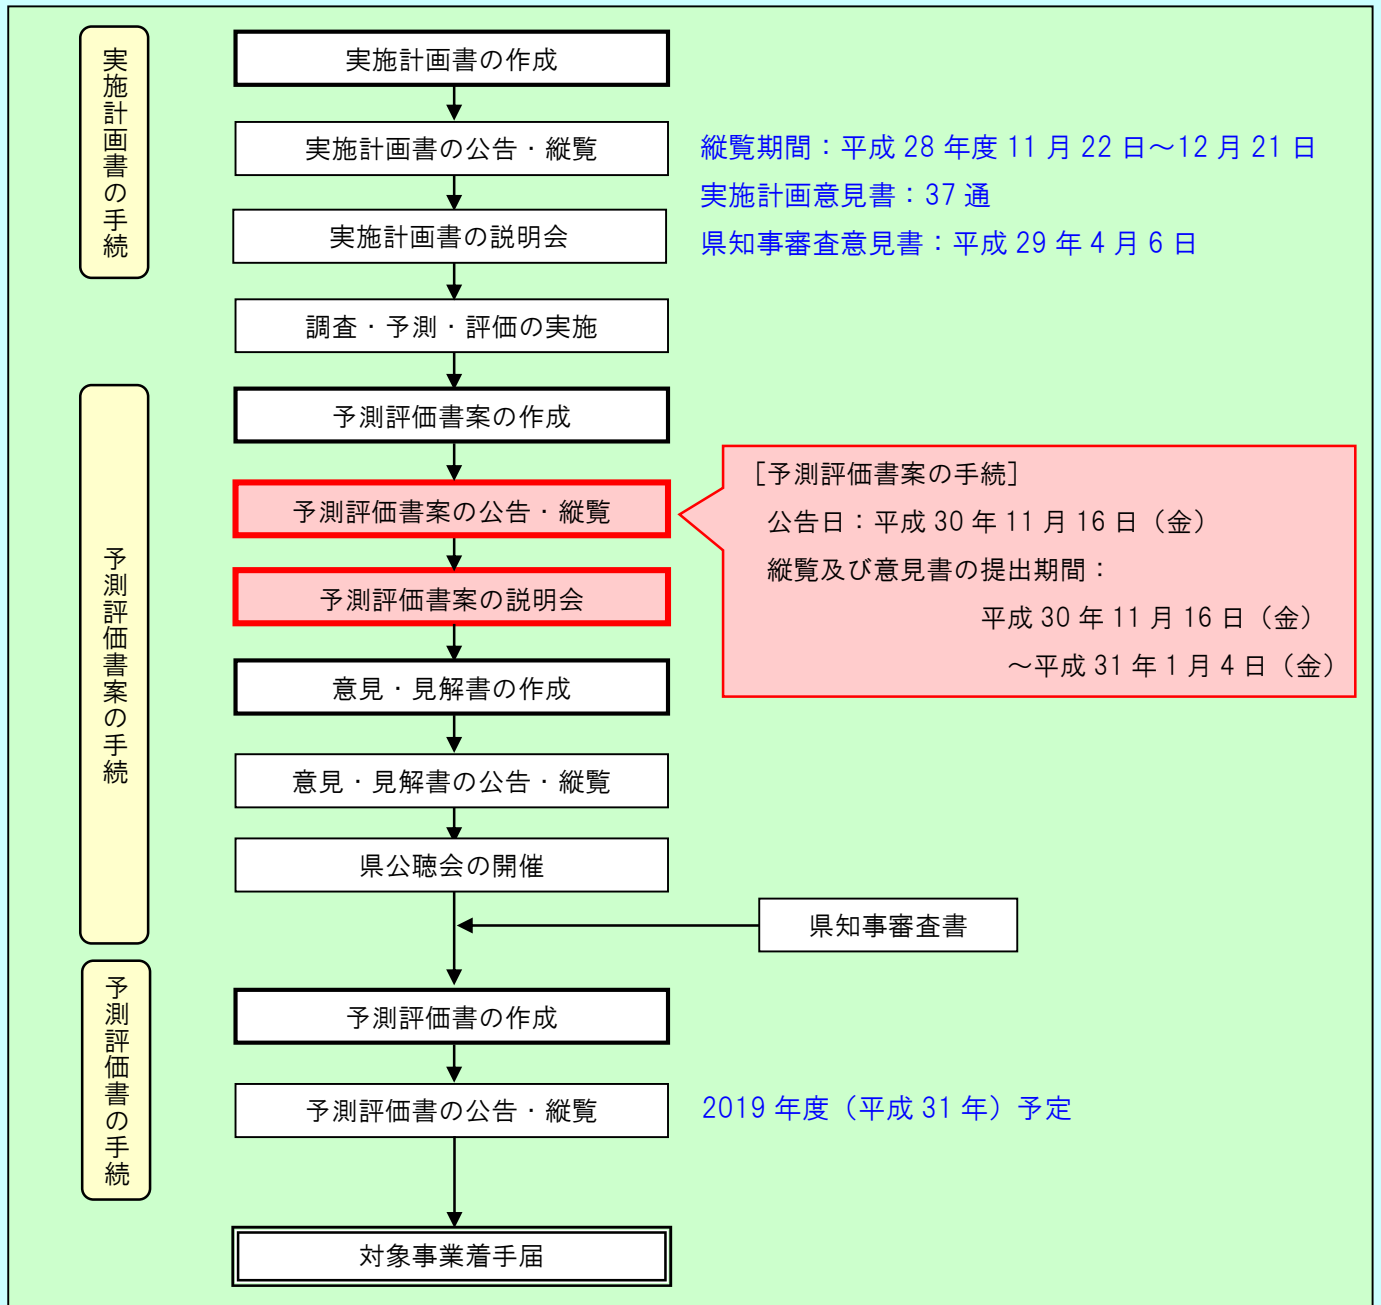 実施計画書の手続
実施計画書の作成
実施計画書の公告・縦覧
縦覧期間：平成 28 年度 11 月 22 日～12 月 21 日
実施計画意見書：37 通
実施計画書の説明会
県知事審査意見書：平成 29 年 4 月 6 日
調査・予測・評価の実施
予測評価書案の手続
予測評価書案の作成
予測評価書案の公告・縦覧
［予測評価書案の手続］
公告日：平成 30 年 11 月 16 日（金）
縦覧及び意見書の提出期間：
平成 30 年 11 月 16 日（金）
～平成 31 年 1 月 4 日（金）
予測評価書案の説明会
意見・見解書の作成
意見・見解書の公告・縦覧
県公聴会の開催
県知事審査書
予測評価書の手続
予測評価書の作成
予測評価書の公告・縦覧
2019 年度（平成 31 年）予定
対象事業着手届